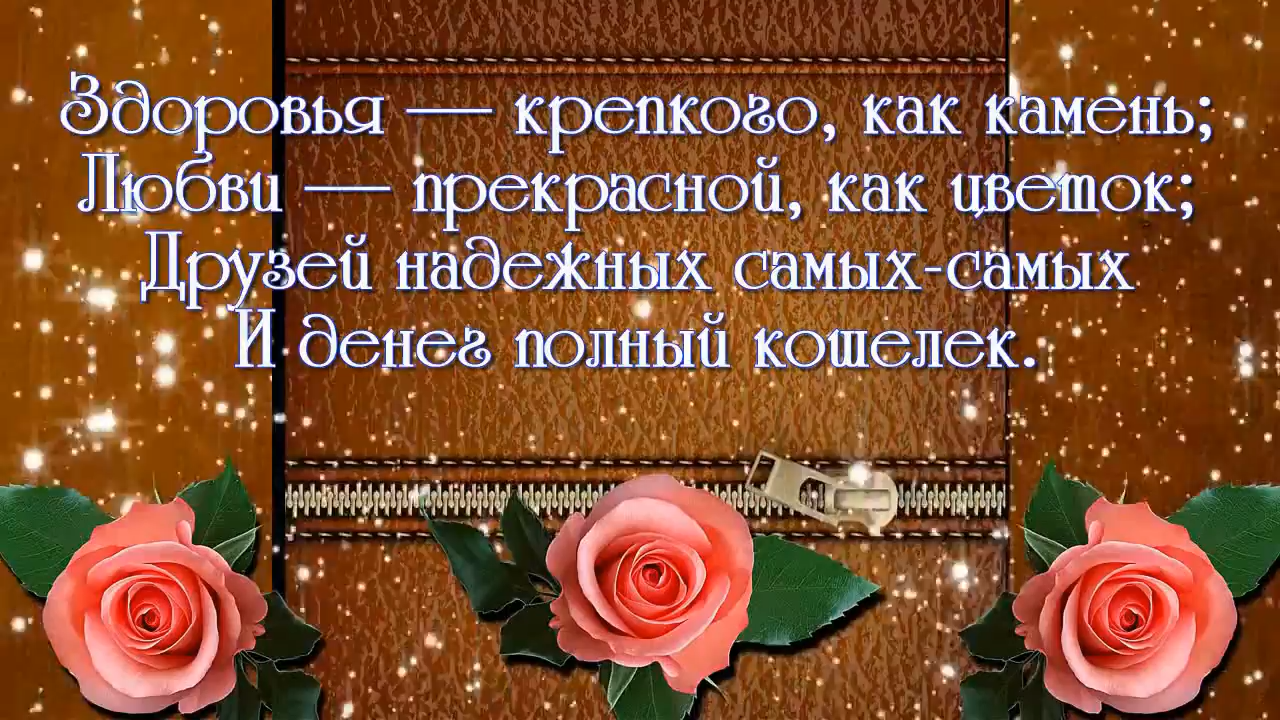 Здоровья — крепкого, как камень;
Любви — прекрасной, как цветок;
Друзей надежных самых-самых
И денег полный кошелек.